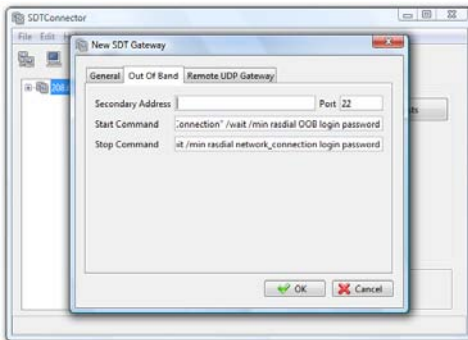 SDTConnector
File Edit
New SDT Gateway
General Out Of Band Remote UDP Gateway
Secondary Address Port 22
Start Command Connection" /wait /min rasdial OOB login password
Stop Command it /min rasdial network_connection login password
OK Cancel